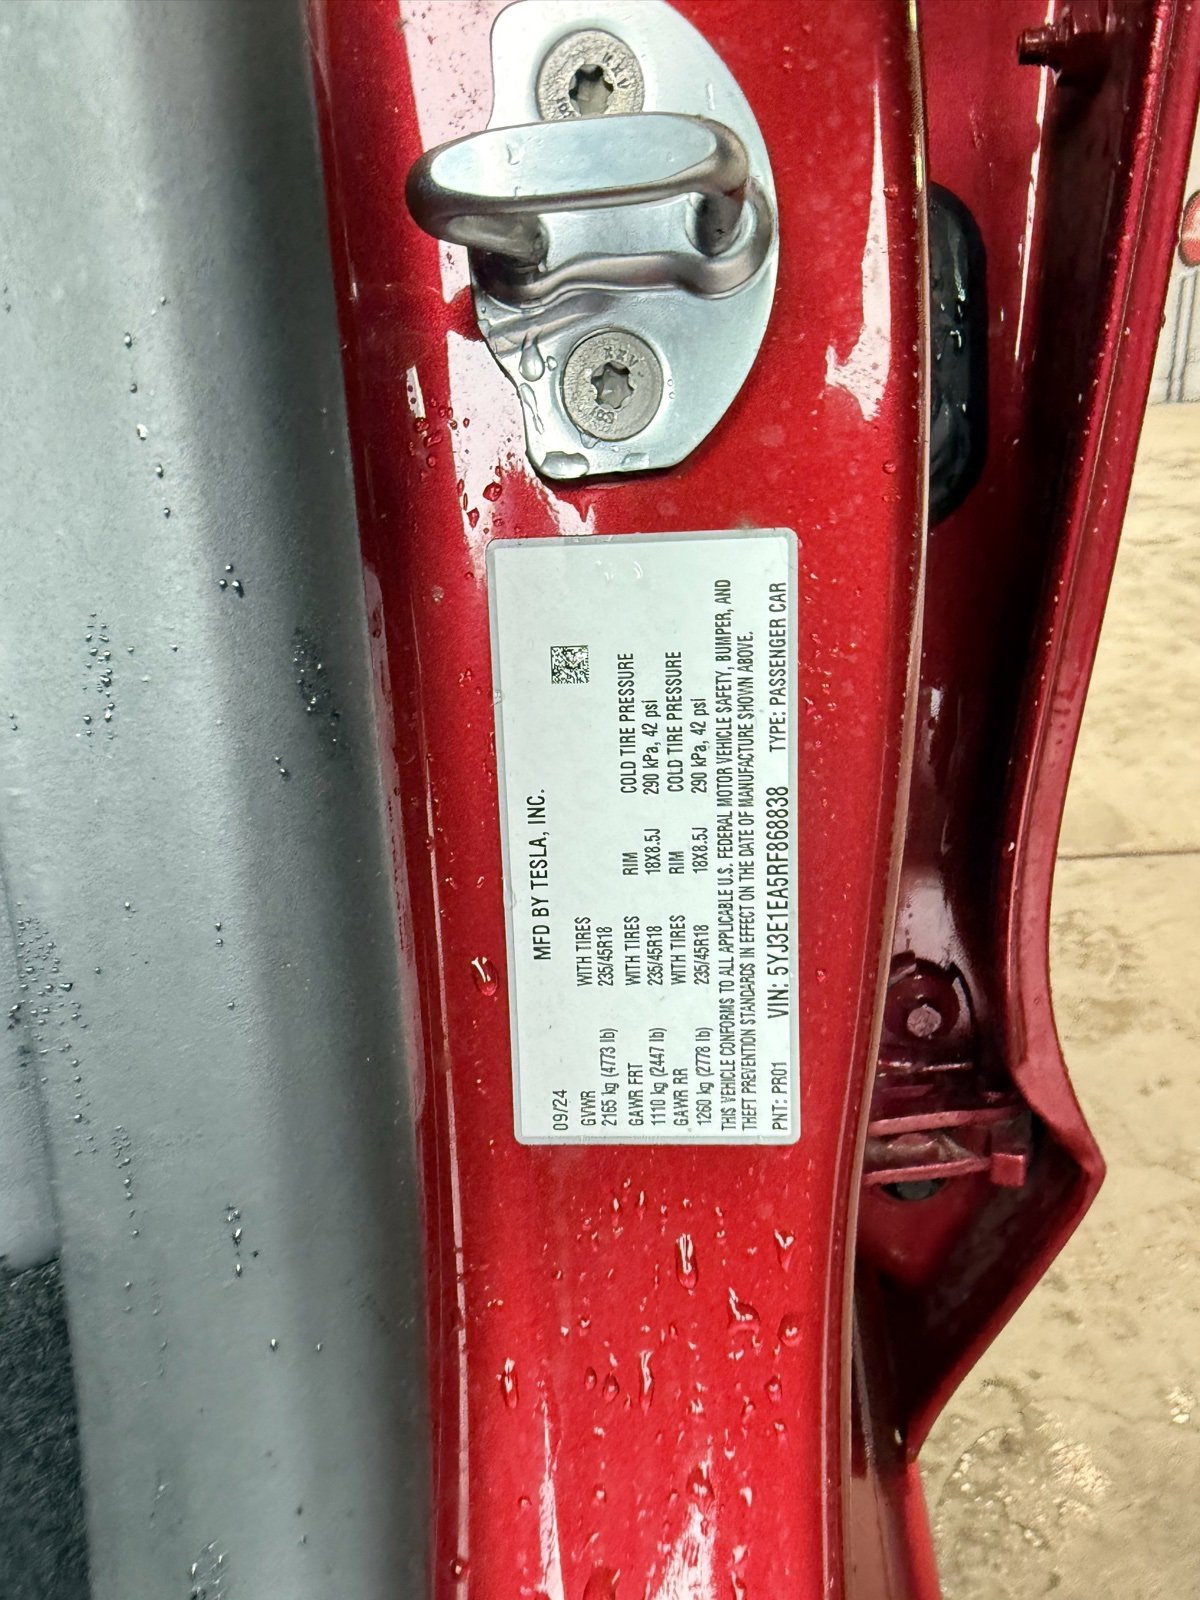 MFD BY TESLA, INC.
09/24
GVWR WITH TIRES
2165 kg (4773 lb) 235/45R18
GAWR FRT WITH TIRES RIM COLD TIRE PRESSURE
1110 kg (2447 lb) 235/45R18 18X8.5J 290 kPa, 42 psi
GAWR RR WITH TIRES RIM COLD TIRE PRESSURE
1260 kg (2778 lb) 235/45R18 18X8.5J 290 kPa, 42 psi
THIS VEHICLE CONFORMS TO ALL APPLICABLE U.S. FEDERAL MOTOR VEHICLE SAFETY, BUMPER, AND
THEFT PREVENTION STANDARDS IN EFFECT ON THE DATE OF MANUFACTURE SHOWN ABOVE.
PNT: PR01 VIN: 5YJ3E1EA5RF868838 TYPE: PASSENGER CAR